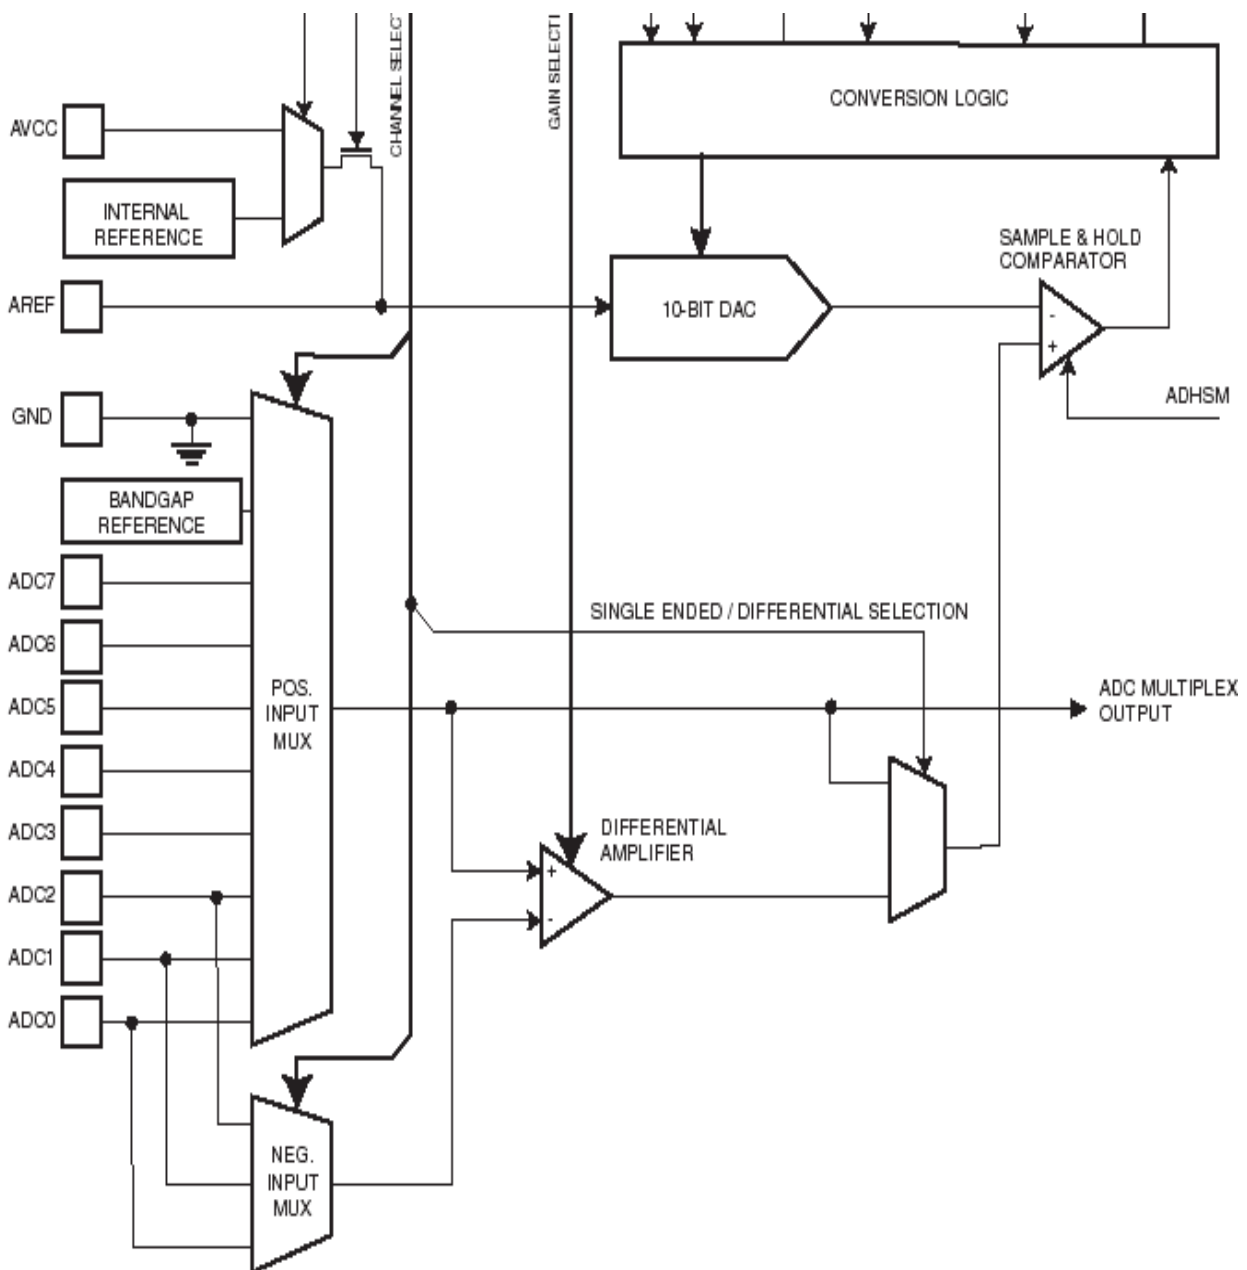 CHANNEL SELECT
GAIN SELECTI
CONVERSION LOGIC
AVCC
INTERNAL
REFERENCE
SAMPLE & HOLD
COMPARATOR
AREF
10-BIT DAC
-
+
GND
ADHSM
BANDGAP
REFERENCE
ADC7
SINGLE ENDED / DIFFERENTIAL SELECTION
ADC6
ADC5
POS.
INPUT
MUX
ADC MULTIPLEX
OUTPUT
ADC4
ADC3
DIFFERENTIAL
AMPLIFIER
+
-
ADC2
ADC1
ADC0
NEG.
INPUT
MUX